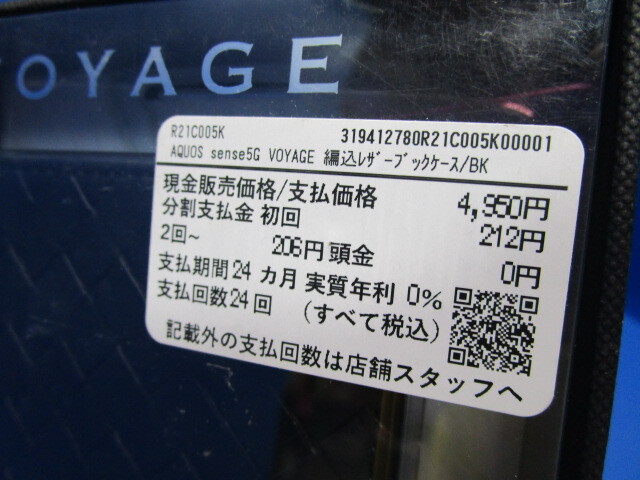 OYAGE
R21C005K 319412780R21C005K00001
AQUOS sense5G VOYAGE 編込ﾚｻﾞｰﾌﾞｯｸｹｰｽ/BK
現金販売価格/支払価格 4,950円
分割支払金 初回 212円
2回~ 206円 頭金 0円
支払期間24 カ月 実質年利 0%
支払回数24 回 (すべて税込)
記載外の支払回数は店舗スタッフへ